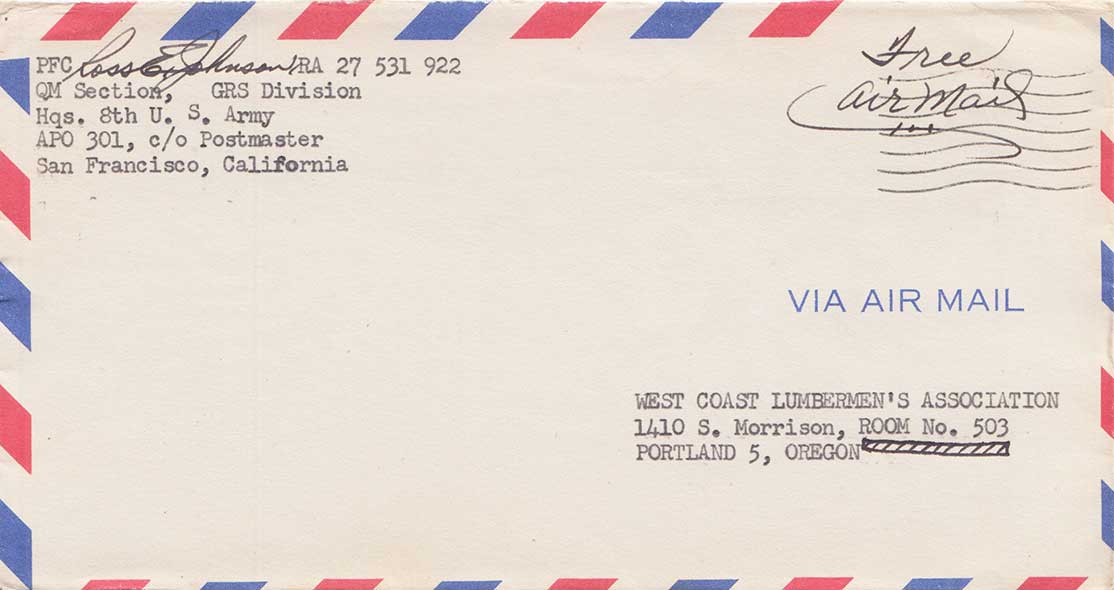 PFC Ross E. Johnson RA 27 531 922
QM Section, GRS Division
Hqs. 8th U. S. Army
APO 301, c/o Postmaster
San Francisco, California
Free
Air Mail
VIA AIR MAIL
WEST COAST LUMBERMEN'S ASSOCIATION
1410 S. Morrison, ROOM No. 503
PORTLAND 5, OREGON